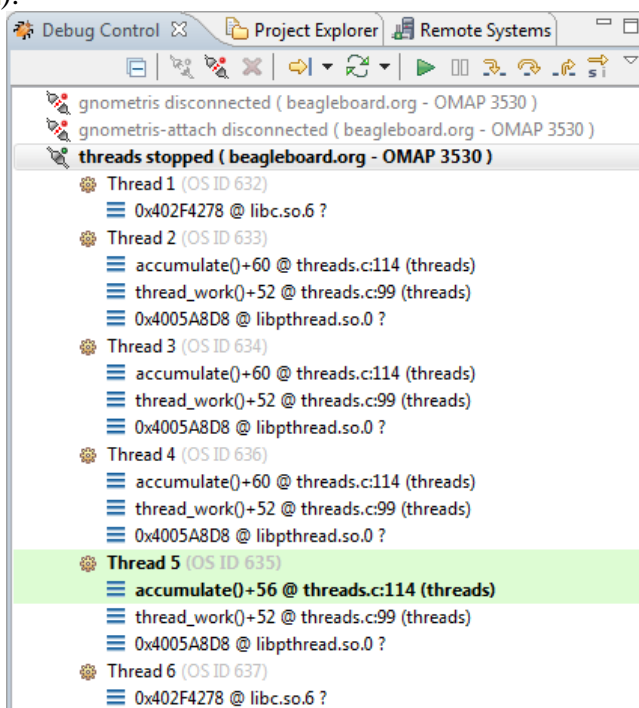 ).
Debug Control Project Explorer Remote Systems
gnometris disconnected ( beagleboard.org - OMAP 3530 )
gnometris-attach disconnected ( beagleboard.org - OMAP 3530 )
threads stopped ( beagleboard.org - OMAP 3530 )
Thread 1 (OS ID 632)
0x402F4278 @ libc.so.6 ?
Thread 2 (OS ID 633)
accumulate()+60 @ threads.c:114 (threads)
thread_work()+52 @ threads.c:99 (threads)
0x4005A8D8 @ libpthread.so.0 ?
Thread 3 (OS ID 634)
accumulate()+60 @ threads.c:114 (threads)
thread_work()+52 @ threads.c:99 (threads)
0x4005A8D8 @ libpthread.so.0 ?
Thread 4 (OS ID 636)
accumulate()+60 @ threads.c:114 (threads)
thread_work()+52 @ threads.c:99 (threads)
0x4005A8D8 @ libpthread.so.0 ?
Thread 5 (OS ID 635)
accumulate()+56 @ threads.c:114 (threads)
thread_work()+52 @ threads.c:99 (threads)
0x4005A8D8 @ libpthread.so.0 ?
Thread 6 (OS ID 637)
0x402F4278 @ libc.so.6 ?